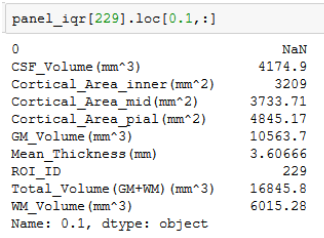 panel_iqr[229].loc[0.1,:]
0 NaN
CSF_Volume(mm^3) 4174.9
Cortical_Area_inner(mm^2) 3209
Cortical_Area_mid(mm^2) 3733.71
Cortical_Area_pial(mm^2) 4845.17
GM_Volume(mm^3) 10563.7
Mean_Thickness(mm) 3.60666
ROI_ID 229
Total_Volume(GM+WM)(mm^3) 16845.8
WM_Volume(mm^3) 6015.28
Name: 0.1, dtype: object